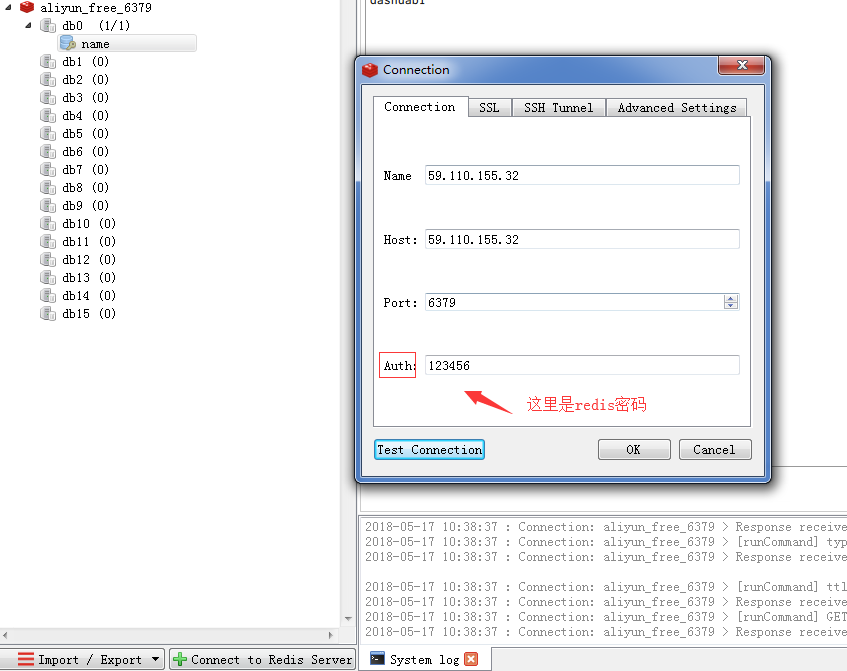 aliyun_free_6379
db0 (1/1)
name
db1 (0)
db2 (0)
db3 (0)
db4 (0)
db5 (0)
db6 (0)
db7 (0)
db8 (0)
db9 (0)
db10 (0)
db11 (0)
db12 (0)
db13 (0)
db14 (0)
db15 (0)
Import / Export
Connect to Redis Server
Connection
Connection SSL SSH Tunnel Advanced Settings
Name 59.110.155.32
Host: 59.110.155.32
Port: 6379
Auth: 123456
这里是redis密码
Test Connection OK Cancel
2018-05-17 10:38:37 : Connection: aliyun_free_6379 > Response receive
2018-05-17 10:38:37 : Connection: aliyun_free_6379 > [runCommand] typ
2018-05-17 10:38:37 : Connection: aliyun_free_6379 > Response receive
2018-05-17 10:38:37 : Connection: aliyun_free_6379 > [runCommand] ttl
2018-05-17 10:38:37 : Connection: aliyun_free_6379 > Response receive
2018-05-17 10:38:37 : Connection: aliyun_free_6379 > [runCommand] GET
2018-05-17 10:38:37 : Connection: aliyun_free_6379 > Response receive
System log